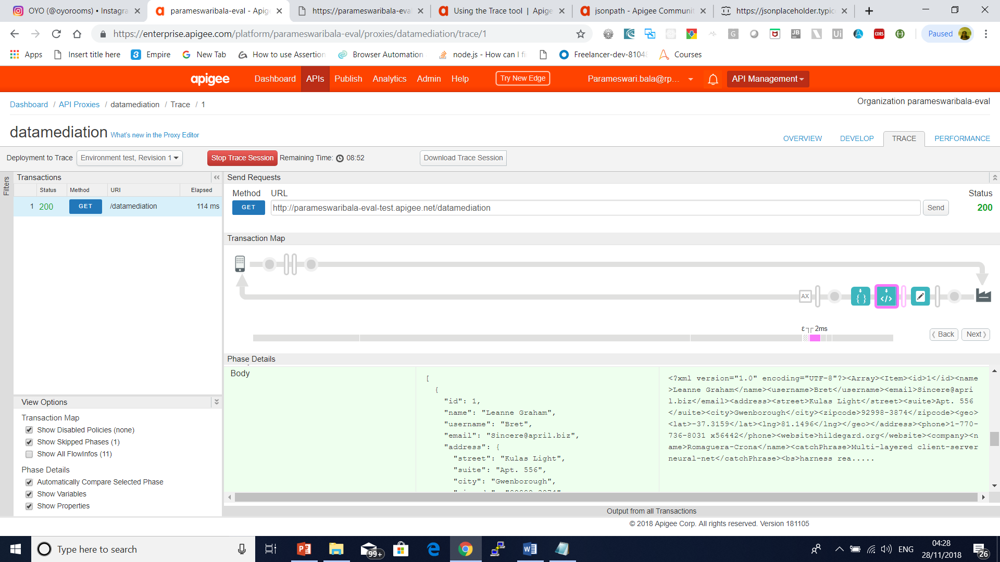 OYO (@oyorooms) • Instagra
parameswaribala-eval - Apig
https://parameswaribala-eval
Using the Trace tool | Apige
jsonpath - Apigee Communit
https://jsonplaceholder.typic
https://enterprise.apigee.com/platform/parameswaribala-eval/proxies/datamediation/trace/1
Paused
Apps
Insert title here
Empire
New Tab
How to use Assertion
Browser Automation
node.js - How can I fi
Freelancer-dev-81048
Courses
apigee
Dashboard APIs Publish Analytics Admin Help
Try New Edge
Parameswari.bala@rp...
API Management
Dashboard / API Proxies / datamediation / Trace / 1
Organization parameswaribala-eval
datamediation What's new in the Proxy Editor
OVERVIEW DEVELOP TRACE PERFORMANCE
Deployment to Trace Environment test, Revision 1
Stop Trace Session Remaining Time: 08:52
Download Trace Session
Filters
Transactions
Status Method URI Elapsed
1 200 GET /datamediation 114 ms
Send Requests
Method URL Status
GET http://parameswaribala-eval-test.apigee.net/datamediation Send 200
Transaction Map
AX
{ } </>
ε 2ms
Back Next
Phase Details
Body
[
{
"id": 1,
"name": "Leanne Graham",
"username": "Bret",
"email": "Sincere@april.biz",
"address": {
"street": "Kulas Light",
"suite": "Apt. 556",
"city": "Gwenborough",
<?xml version="1.0" encoding="UTF-8"?><Array><Item><id>1</id><name
>Leanne Graham</name><username>Bret</username><email>Sincere@apri
l.biz</email><address><street>Kulas Light</street><suite>Apt. 556
</suite><city>Gwenborough</city><zipcode>92998-3874</zipcode><geo>
<lat>-37.3159</lat><lng>81.1496</lng></geo></address><phone>1-770-
736-8031 x56442</phone><website>hildegard.org</website><company><n
ame>Romaguera-Crona</name><catchPhrase>Multi-layered client-server
neural-net</catchPhrase><bs>harness rea.....
View Options
Transaction Map
Show Disabled Policies (none)
Show Skipped Phases (1)
Show All FlowInfos (11)
Phase Details
Automatically Compare Selected Phase
Show Variables
Show Properties
Output from all Transactions
© 2018 Apigee Corp. All rights reserved. Version 181105
Type here to search
99+
ENG
04:28
28/11/2018
26